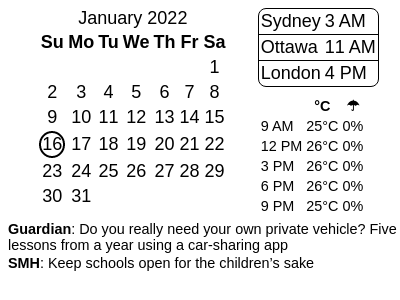 January 2022
Su Mo Tu We Th Fr Sa
1
2 3 4 5 6 7 8
9 10 11 12 13 14 15
16 17 18 19 20 21 22
23 24 25 26 27 28 29
30 31
Sydney 3 AM
Ottawa 11 AM
London 4 PM
°C ☂
9 AM 25°C 0%
12 PM 26°C 0%
3 PM 26°C 0%
6 PM 26°C 0%
9 PM 25°C 0%
Guardian: Do you really need your own private vehicle? Five
lessons from a year using a car-sharing app
SMH: Keep schools open for the children’s sake